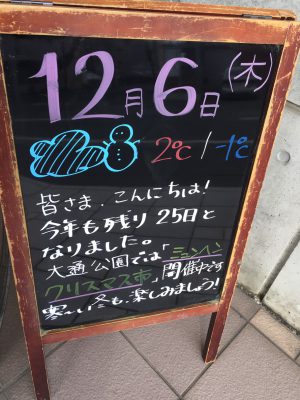 12月6日(木)
2℃/-1℃
皆さま、こんにちは!
今年も残り25日と
なりました。
大通公園では「ミュンヘン
クリスマス市」開催中です
寒〜い冬も、楽しみましょう!